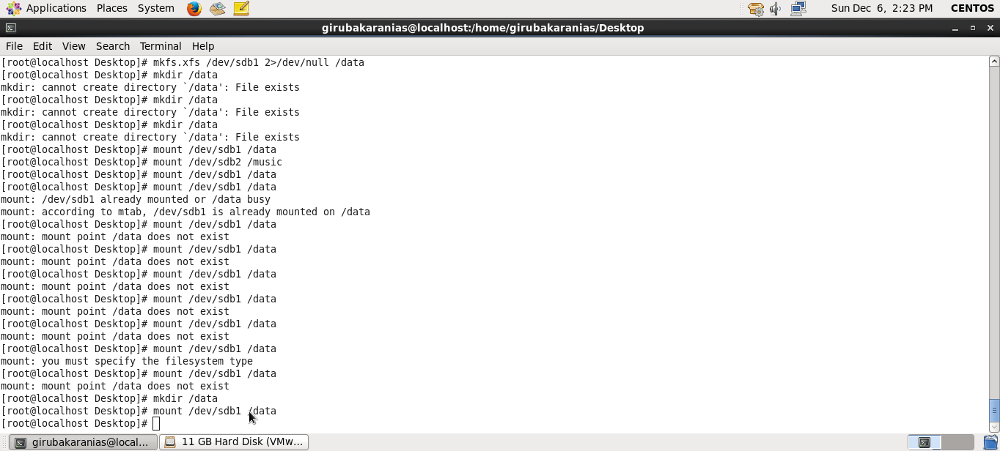 Applications Places System Sun Dec 6, 2:23 PM CENTOS
girubakaranias@localhost:/home/girubakaranias/Desktop
File Edit View Search Terminal Help
[root@localhost Desktop]# mkfs.xfs /dev/sdb1 2>/dev/null /data
[root@localhost Desktop]# mkdir /data
mkdir: cannot create directory `/data': File exists
[root@localhost Desktop]# mkdir /data
mkdir: cannot create directory `/data': File exists
[root@localhost Desktop]# mkdir /data
mkdir: cannot create directory `/data': File exists
[root@localhost Desktop]# mount /dev/sdb1 /data
[root@localhost Desktop]# mount /dev/sdb2 /music
[root@localhost Desktop]# mount /dev/sdb1 /data
[root@localhost Desktop]# mount /dev/sdb1 /data
mount: /dev/sdb1 already mounted or /data busy
mount: according to mtab, /dev/sdb1 is already mounted on /data
[root@localhost Desktop]# mount /dev/sdb1 /data
mount: mount point /data does not exist
[root@localhost Desktop]# mount /dev/sdb1 /data
mount: mount point /data does not exist
[root@localhost Desktop]# mount /dev/sdb1 /data
mount: mount point /data does not exist
[root@localhost Desktop]# mount /dev/sdb1 /data
mount: mount point /data does not exist
[root@localhost Desktop]# mount /dev/sdb1 /data
mount: mount point /data does not exist
[root@localhost Desktop]# mount /dev/sdb1 /data
mount: you must specify the filesystem type
[root@localhost Desktop]# mount /dev/sdb1 /data
mount: mount point /data does not exist
[root@localhost Desktop]# mkdir /data
[root@localhost Desktop]# mount /dev/sdb1 /data
[root@localhost Desktop]#
girubakaranias@local... 11 GB Hard Disk (VMw...